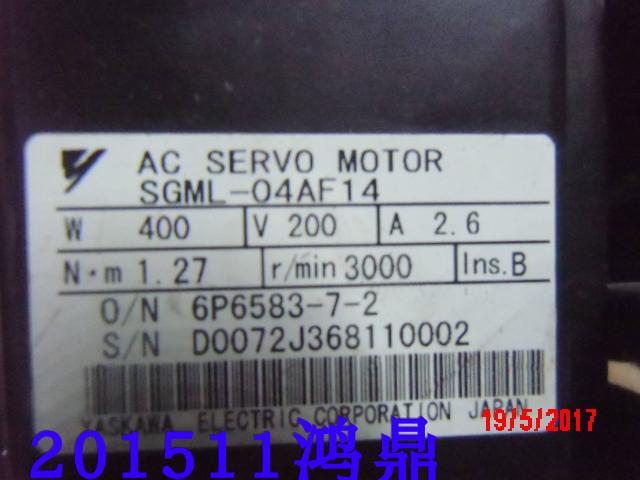 AC SERVO MOTOR
SGML-04AF14
W 400 V 200 A 2.6
N·m 1.27 r/min 3000 Ins. B
O/N 6P6583-7-2
S/N D0072J368110002
YASKAWA ELECTRIC CORPORATION JAPAN
19/5/2017
201511鸿鼎